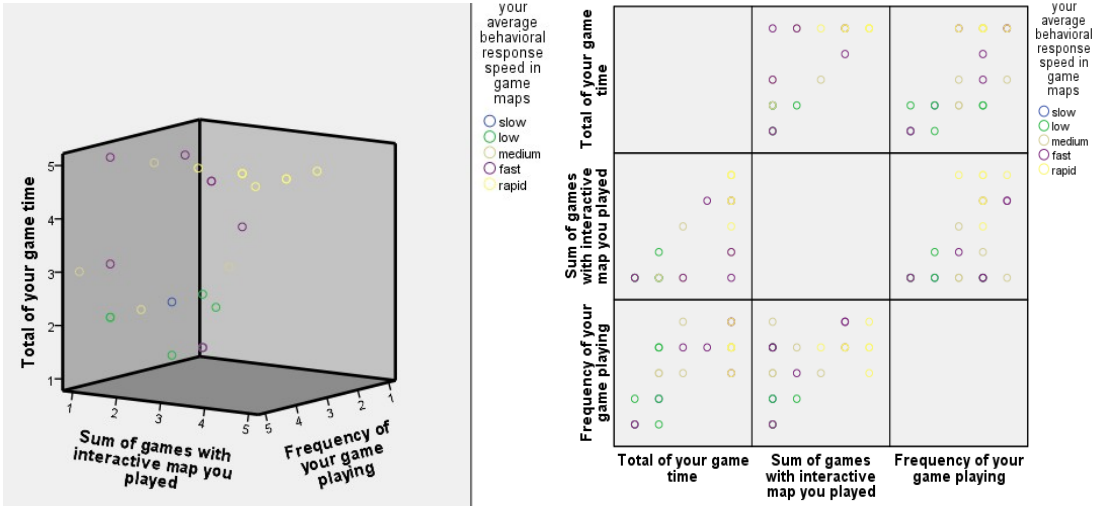 your
average
behavioral
response
speed in
game
maps
slow
low
medium
fast
rapid
Total of your game time
5
4
3
2
1
1
2
3
4
5
5
4
3
2
1
Sum of games with
interactive map you
played
Frequency of
your game
playing
your
average
behavioral
response
speed in
game
maps
slow
low
medium
fast
rapid
Total of your game
time
Sum of games
with interactive
map you played
Frequency of your
game playing
Total of your game
time
Sum of games
with interactive
map you played
Frequency of your
game playing